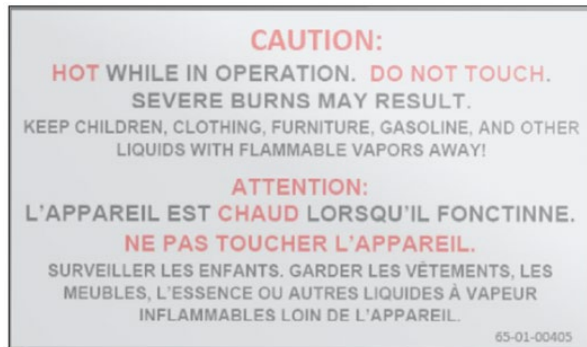 CAUTION:
HOT WHILE IN OPERATION. DO NOT TOUCH.
SEVERE BURNS MAY RESULT.
KEEP CHILDREN, CLOTHING, FURNITURE, GASOLINE, AND OTHER
LIQUIDS WITH FLAMMABLE VAPORS AWAY!
ATTENTION:
L'APPAREIL EST CHAUD LORSQU'IL FONCTINNE.
NE PAS TOUCHER L'APPAREIL.
SURVEILLER LES ENFANTS. GARDER LES VÊTEMENTS, LES
MEUBLES, L'ESSENCE OU AUTRES LIQUIDES À VAPEUR
INFLAMMABLES LOIN DE L'APPAREIL.
65-01-00405